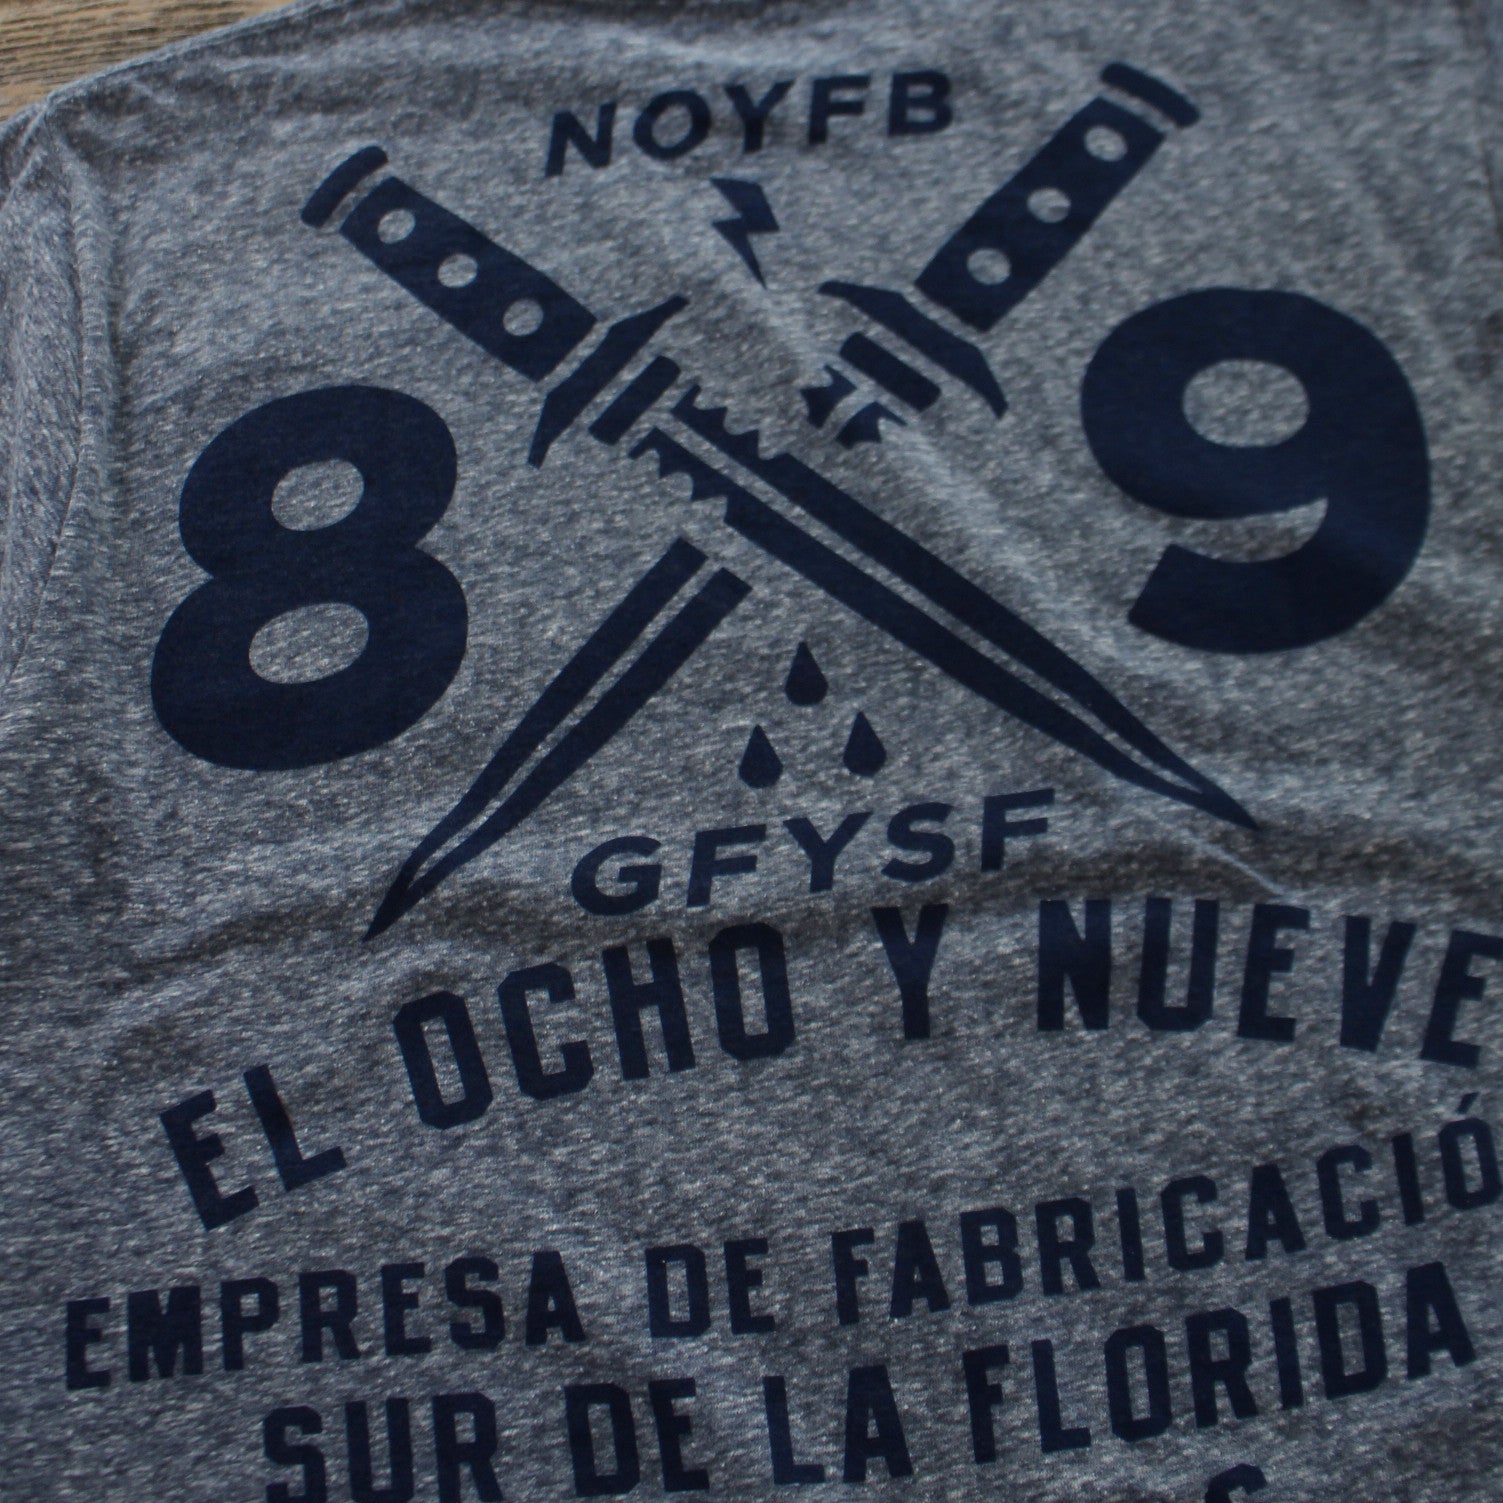 NOYFB
8 9
GFYSF
EL OCHO Y NUEVE
EMPRESA DE FABRICACIÓ
SUR DE LA FLORIDA